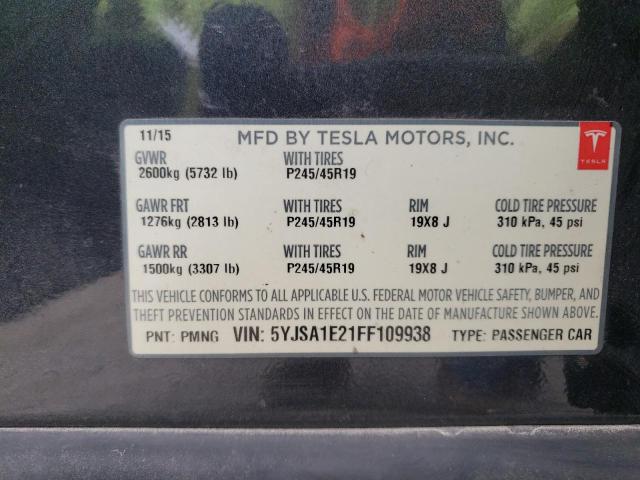 11/15 MFD BY TESLA MOTORS, INC.
TESLA
GVWR WITH TIRES
2600kg (5732 lb) P245/45R19
GAWR FRT WITH TIRES RIM COLD TIRE PRESSURE
1276kg (2813 lb) P245/45R19 19X8 J 310 kPa, 45 psi
GAWR RR WITH TIRES RIM COLD TIRE PRESSURE
1500kg (3307 lb) P245/45R19 19X8 J 310 kPa, 45 psi
THIS VEHICLE CONFORMS TO ALL APPLICABLE U.S. FEDERAL MOTOR VEHICLE SAFETY, BUMPER, AND
THEFT PREVENTION STANDARDS IN EFFECT ON THE DATE OF MANUFACTURE SHOWN ABOVE.
PNT: PMNG VIN: 5YJSA1E21FF109938 TYPE: PASSENGER CAR